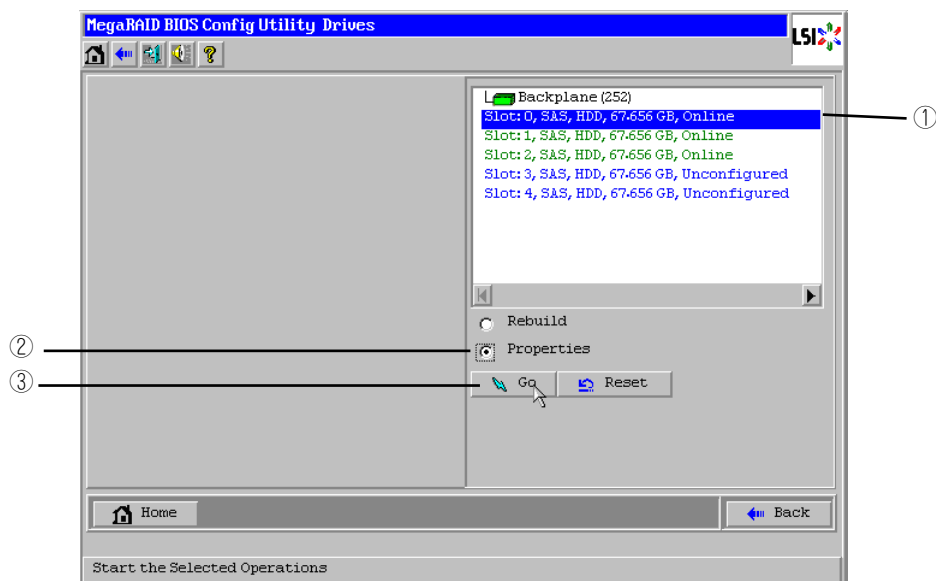 MegaRAID BIOS Config Utility Drives
LSI
Backplane (252)
Slot: 0, SAS, HDD, 67.656 GB, Online
①
Slot: 1, SAS, HDD, 67.656 GB, Online
Slot: 2, SAS, HDD, 67.656 GB, Online
Slot: 3, SAS, HDD, 67.656 GB, Unconfigured
Slot: 4, SAS, HDD, 67.656 GB, Unconfigured
Rebuild
② Properties
③ Go Reset
Home Back
Start the Selected Operations